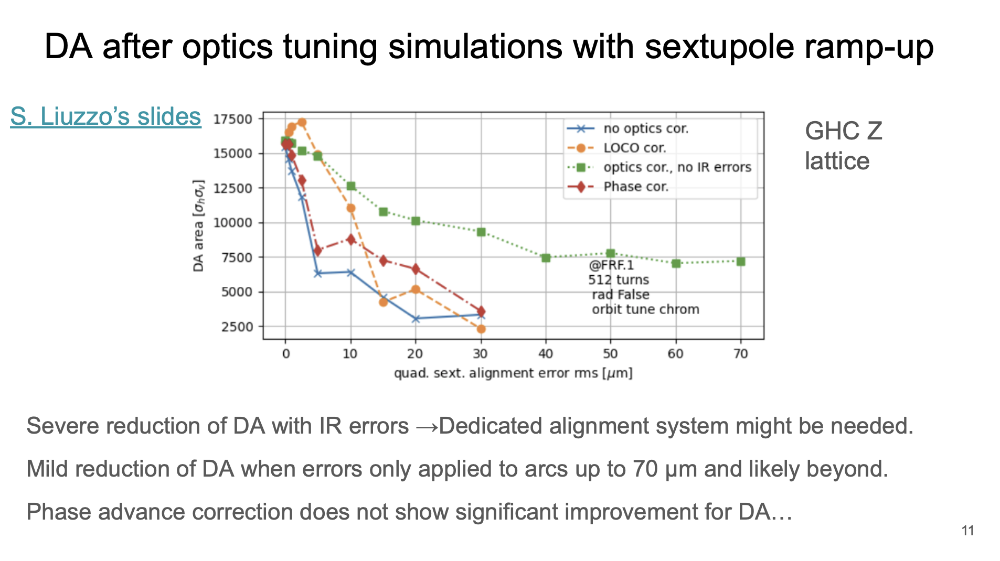 DA after optics tuning simulations with sextupole ramp-up
S. Liuzzo’s slides
GHC Z
lattice
17500
15000
12500
10000
7500
5000
2500
DA area [σhσv]
no optics cor.
LOCO cor.
optics cor., no IR errors
Phase cor.
@FRF.1
512 turns
rad False
orbit tune chrom
0 10 20 30 40 50 60 70
quad. sext. alignment error rms [μm]
Severe reduction of DA with IR errors →Dedicated alignment system might be needed.
Mild reduction of DA when errors only applied to arcs up to 70 μm and likely beyond.
Phase advance correction does not show significant improvement for DA…
11